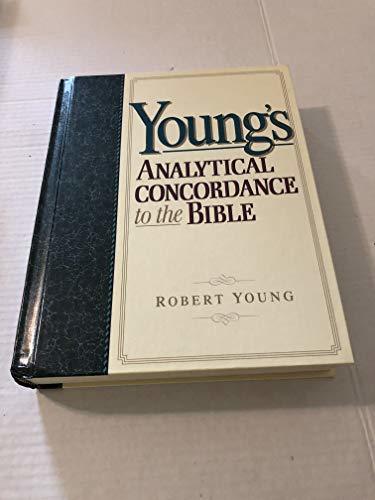 Young's
ANALYTICAL
CONCORDANCE
to the BIBLE
ROBERT YOUNG